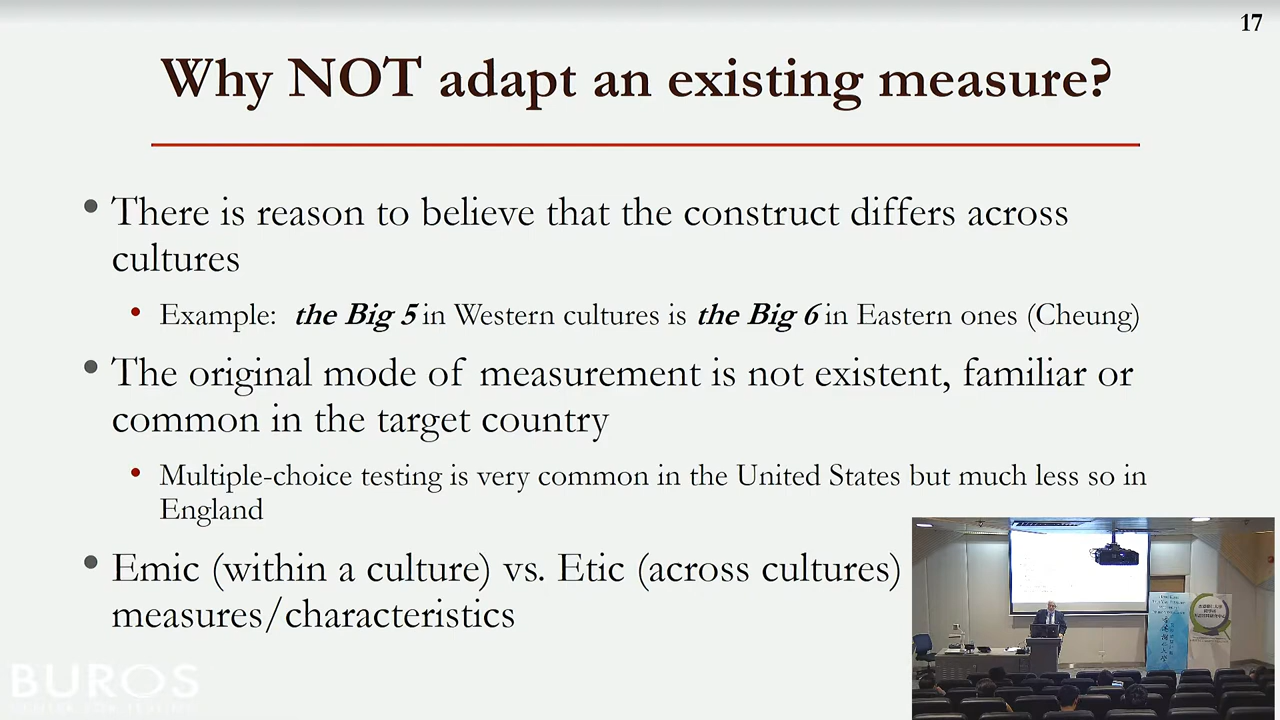 17
Why NOT adapt an existing measure?
• There is reason to believe that the construct differs across
cultures
• Example: the Big 5 in Western cultures is the Big 6 in Eastern ones (Cheung)
• The original mode of measurement is not existent, familiar or
common in the target country
• Multiple-choice testing is very common in the United States but much less so in
England
• Emic (within a culture) vs. Etic (across cultures)
measures/characteristics
BUROS
CENTER FOR TESTING